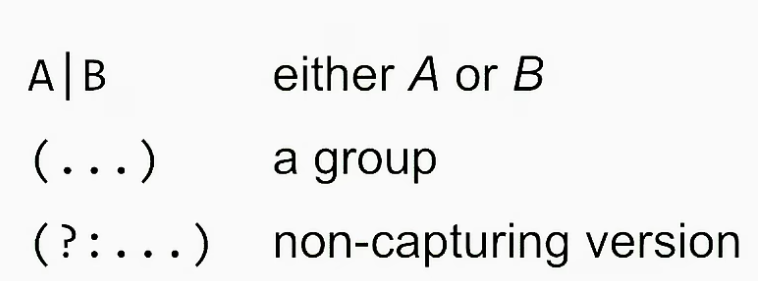 A|B either A or B
(...) a group
(?:...) non-capturing version